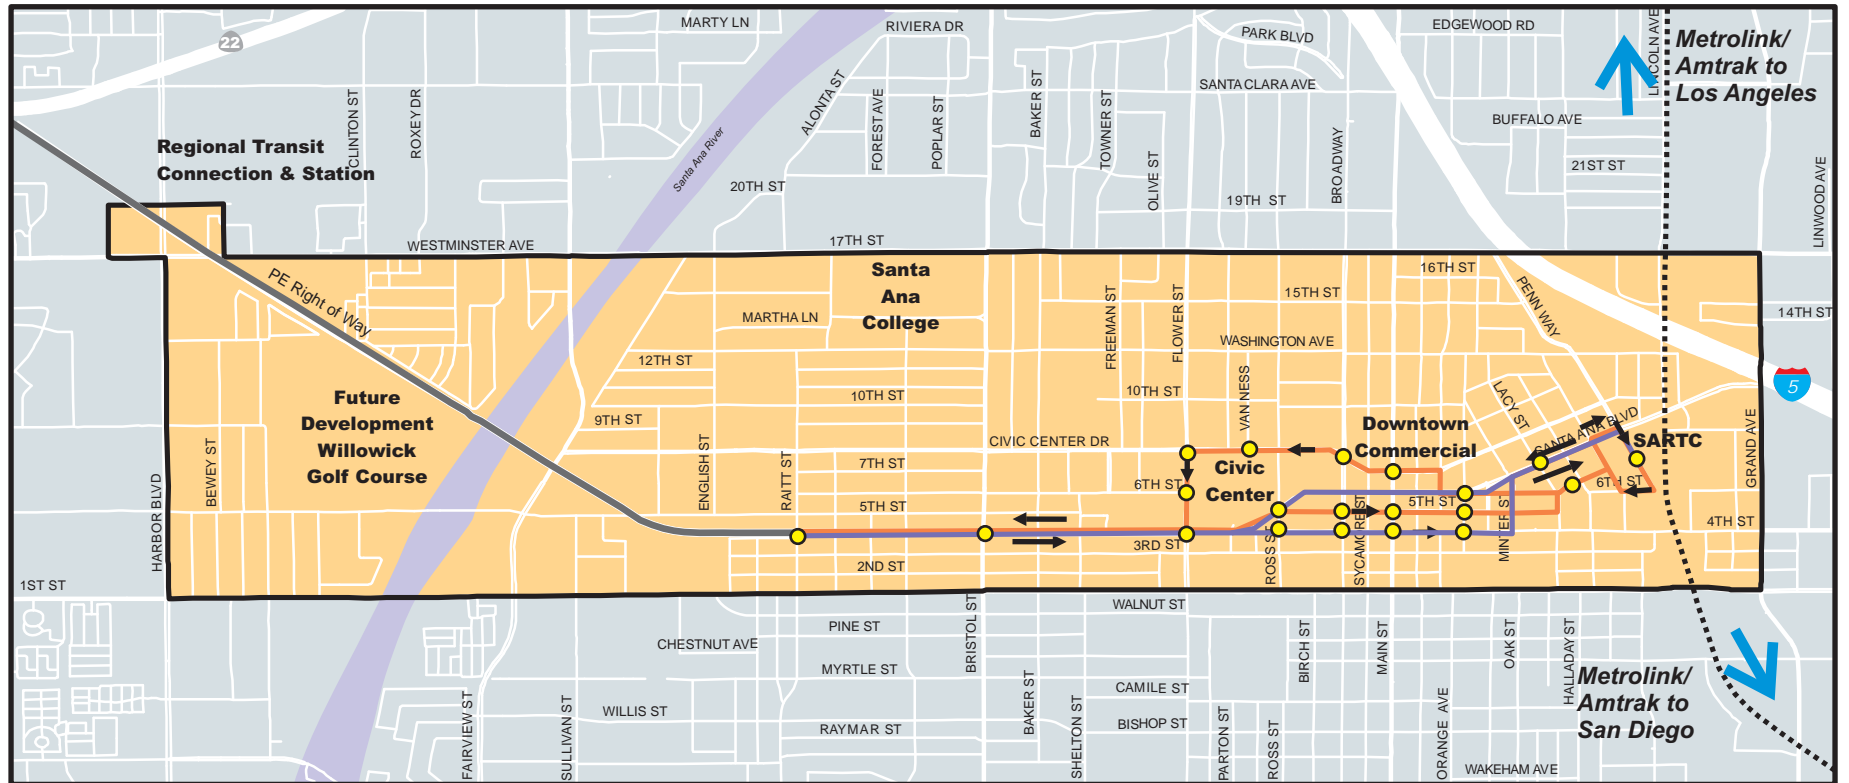 MARTY LN
RIVIERA DR
PARK BLVD
EDGEWOOD RD
LINCOLN AVE
Metrolink/
Amtrak to
Los Angeles
22
CLINTON ST
ROXEY DR
ALONTA ST
FOREST AVE
POPLAR ST
BAKER ST
TOWNER ST
SANTA CLARA AVE
BUFFALO AVE
Regional Transit
Connection & Station
Santa Ana River
20TH ST
OLIVE ST
BROADWAY
19TH ST
21ST ST
LINWOOD AVE
WESTMINSTER AVE
17TH ST
PE Right of Way
Santa
Ana
College
MARTHA LN
12TH ST
10TH ST
9TH ST
FREEMAN ST
FLOWER ST
15TH ST
16TH ST
PENN WAY
14TH ST
WASHINGTON AVE
10TH ST
VAN NESS
5
Future
Development
Willowick
Golf Course
HARBOR BLVD
BEWEY ST
ENGLISH ST
RAITT ST
7TH ST
5TH ST
CIVIC CENTER DR
Civic
Center
Downtown
Commercial
LACY ST
SANTA ANA BLVD
SARTC
GRAND AVE
6TH ST
6TH ST
5TH ST
3RD ST
2ND ST
ROSS ST
SYCAMORE ST
MINTER ST
4TH ST
1ST ST
WALNUT ST
PINE ST
CHESTNUT AVE
MYRTLE ST
BRISTOL ST
CAMILE ST
BISHOP ST
WILLIS ST
RAYMAR ST
FAIRVIEW ST
SULLIVAN ST
BAKER ST
SHELTON ST
PARTON ST
ROSS ST
BIRCH ST
MAIN ST
ORANGE AVE
OAK ST
HALLADAY ST
WAKEHAM AVE
Metrolink/
Amtrak to
San Diego